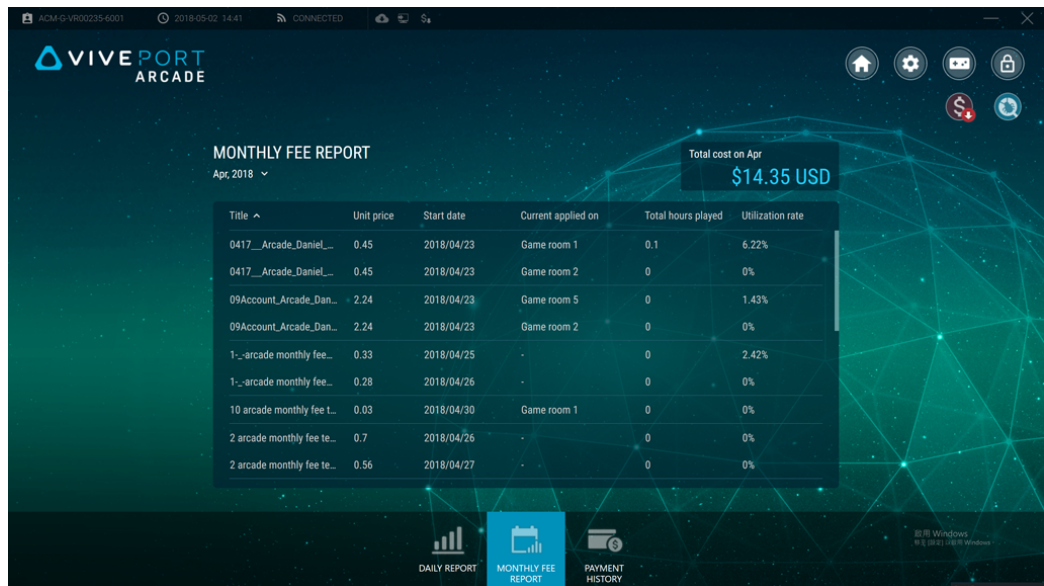 ACM-G-VR00235-6001 2018-05-02 14:41 CONNECTED
VIVEPORT
ARCADE
MONTHLY FEE REPORT
Apr, 2018
Total cost on Apr
$14.35 USD
Title Unit price Start date Current applied on Total hours played Utilization rate
0417__Arcade_Daniel_... 0.45 2018/04/23 Game room 1 0.1 6.22%
0417__Arcade_Daniel_... 0.45 2018/04/23 Game room 2 0 0%
09Account_Arcade_Dan... 2.24 2018/04/23 Game room 5 0 1.43%
09Account_Arcade_Dan... 2.24 2018/04/23 Game room 2 0 0%
1-_-arcade monthly fee... 0.33 2018/04/25 - 0 2.42%
1-_-arcade monthly fee... 0.28 2018/04/26 - 0 0%
10 arcade monthly fee t... 0.03 2018/04/30 Game room 1 0 0%
2 arcade monthly fee te... 0.7 2018/04/26 - 0 0%
2 arcade monthly fee te... 0.56 2018/04/27 - 0 0%
啟用 Windows
移至 [設定] 以啟用 Windows。
DAILY REPORT
MONTHLY FEE
REPORT
PAYMENT
HISTORY